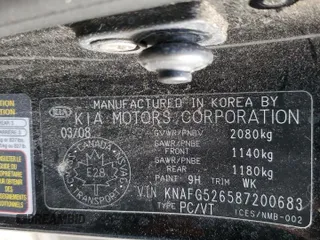 MANUFACTURED IN KOREA BY
KIA KIA MOTORS CORPORATION
03/08 GVWR/PNBV 2080kg
GAWR/PNBE
FRONT 1140kg
GAWR/PNBE
REAR 1180kg
CANADA
E28
TRANSPORT
PAINT 9H TRIM WK
VIN KNAFG526587200683
TYPE PC/VT
ICES/NMB-002